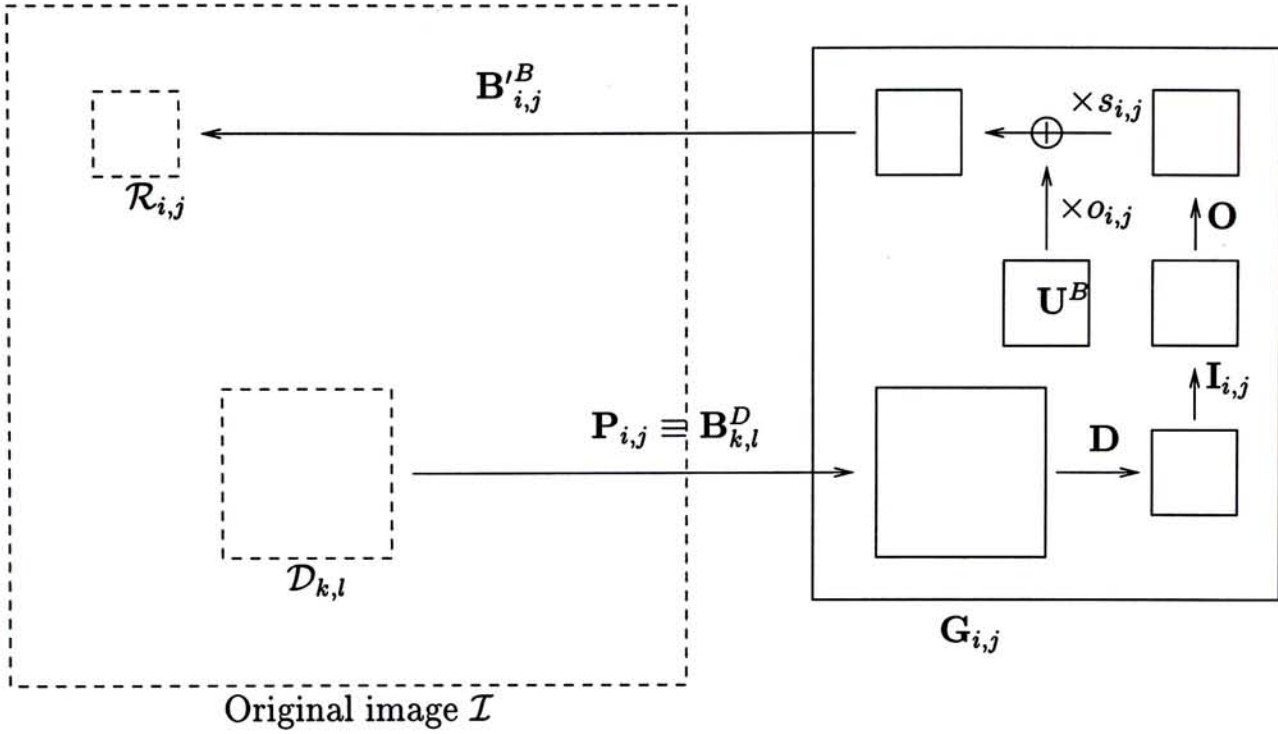 B′^B_{i,j}
×s_{i,j}
R_{i,j}
×o_{i,j}
O
U^B
I_{i,j}
P_{i,j} ≡ B^D_{k,l}
D
D_{k,l}
G_{i,j}
Original image I